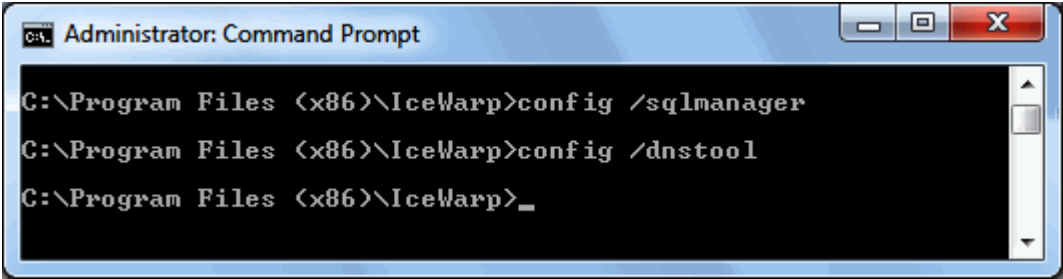 Administrator: Command Prompt
C:\Program Files (x86)\IceWarp>config /sqlmanager
C:\Program Files (x86)\IceWarp>config /dnstool
C:\Program Files (x86)\IceWarp>_